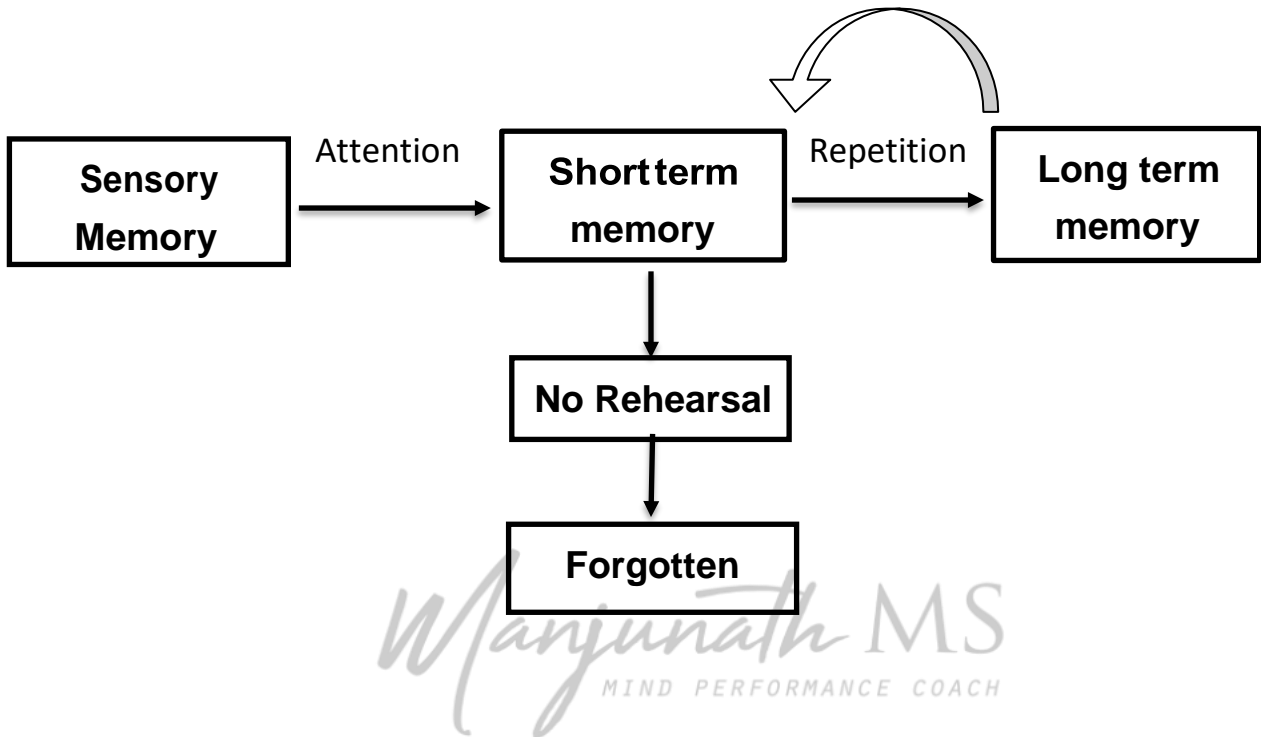 Sensory
Memory
Attention
Short term
memory
Repetition
Long term
memory
No Rehearsal
Forgotten
Manjunath MS
MIND PERFORMANCE COACH